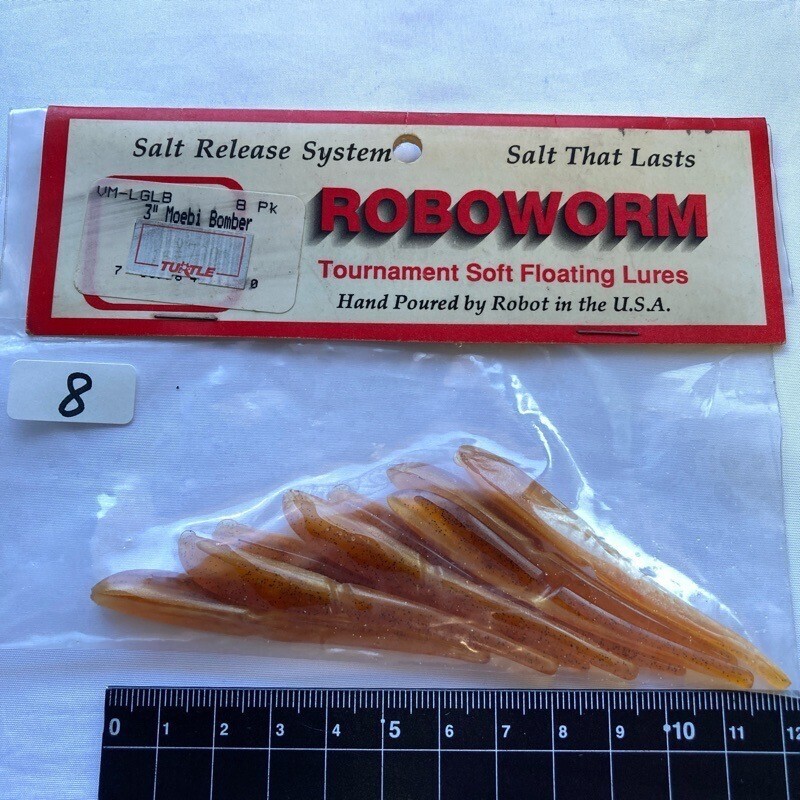 Salt Release System
Salt That Lasts
VM-LGLB 8 Pk
3" Moebi Bomber
TURTLE
ROBOWORM
Tournament Soft Floating Lures
Hand Poured by Robot in the U.S.A.
8
0 1 2 3 4 5 6 7 8 9 10 11 12